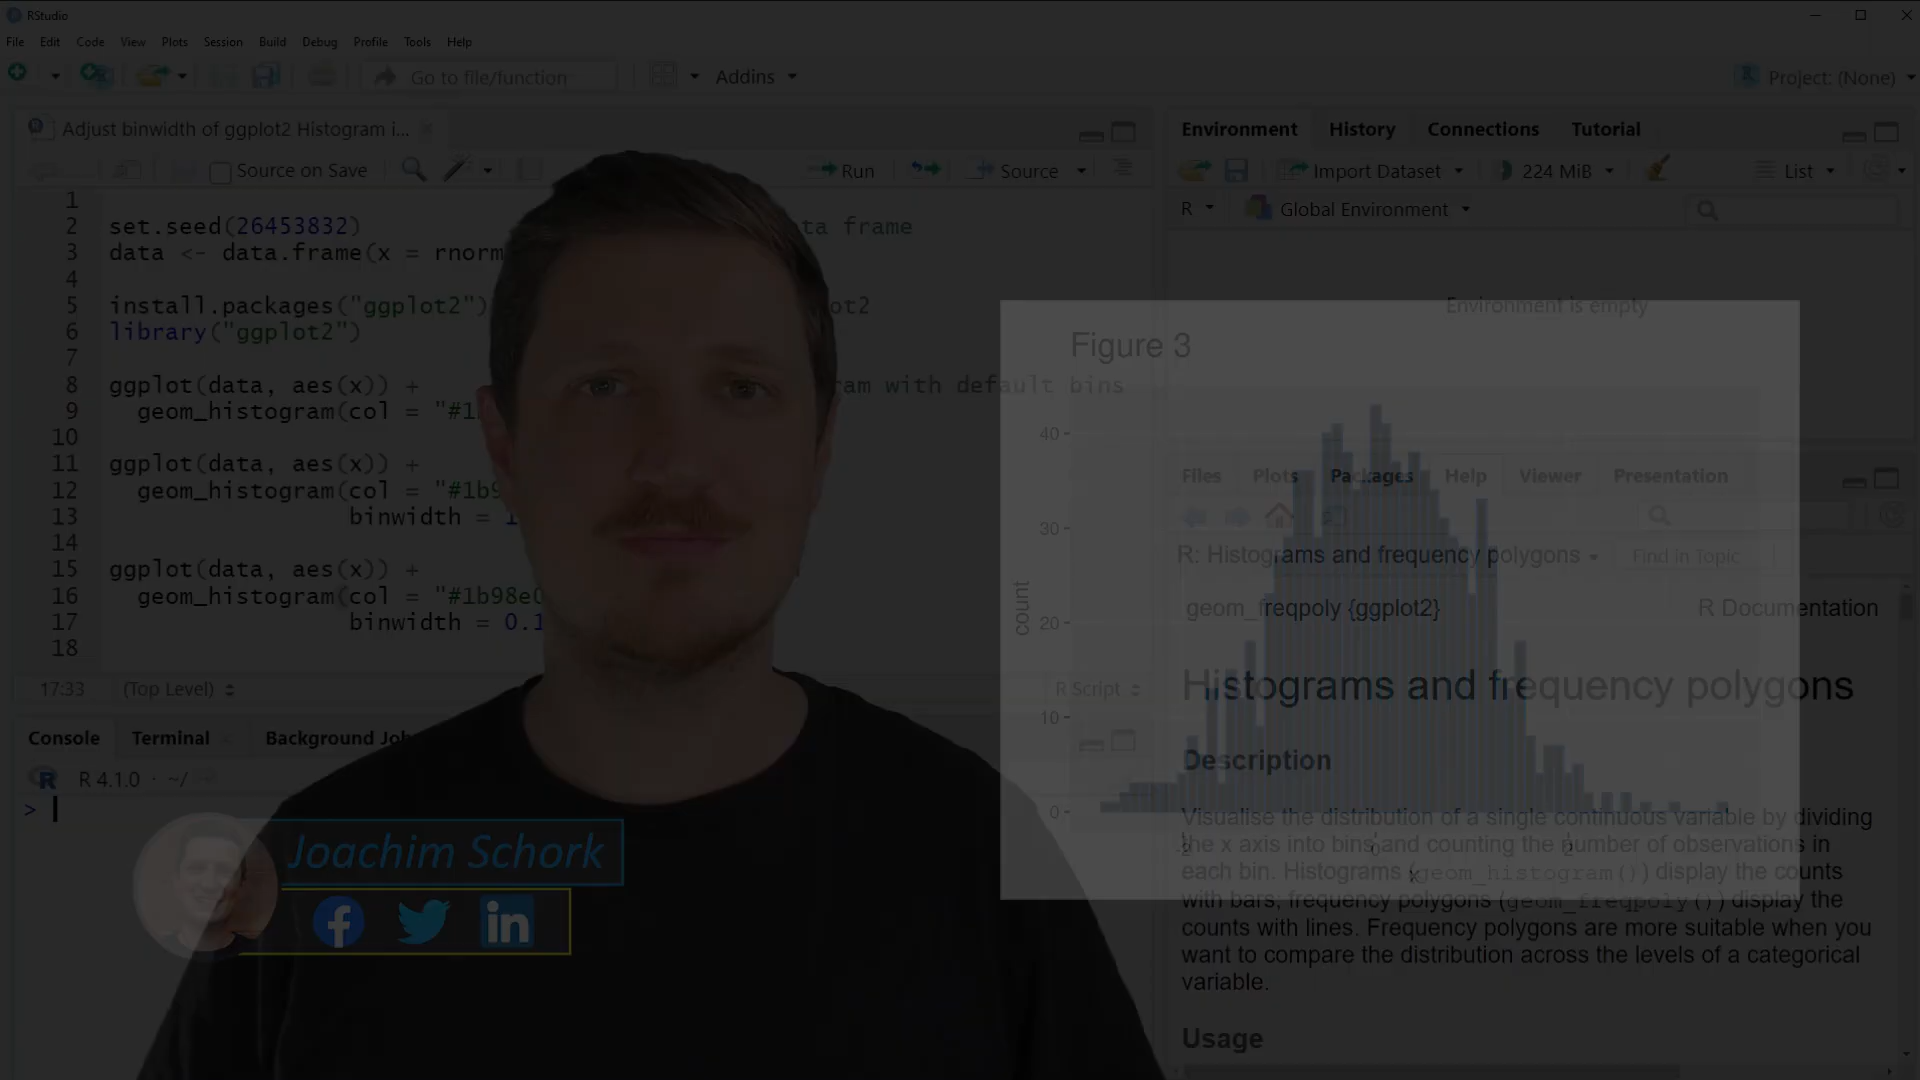 RStudio
File Edit Code View Plots Session Build Debug Profile Tools Help
Go to file/function
Addins
Project: (None)
Adjust binwidth of ggplot2 Histogram i...
Source on Save
Run
Source
1
2 set.seed(26453832) ta frame
3 data <- data.frame(x = rnorm
4
5 install.packages("ggplot2") lot2
6 library("ggplot2")
7
8 ggplot(data, aes(x)) + am with default bins
9 geom_histogram(col = "#1
10
11 ggplot(data, aes(x)) +
12 geom_histogram(col = "#1b9
13 binwidth = 1
14
15 ggplot(data, aes(x)) +
16 geom_histogram(col = "#1b98e0
17 binwidth = 0.1
18
17:33 (Top Level) R Script
Console Terminal Background Job
R 4.1.0 · ~/
>
Joachim Schork
Environment History Connections Tutorial
Import Dataset 224 MiB List
R Global Environment
Environment is empty
Figure 3
count
40
30
20
10
0
x
Files Plots Packages Help Viewer Presentation
R: Histograms and frequency polygons Find in Topic
geom_freqpoly {ggplot2} R Documentation
Histograms and frequency polygons
Description
Visualise the distribution of a single continuous variable by dividing
the x axis into bins and counting the number of observations in
each bin. Histograms (geom_histogram()) display the counts
with bars; frequency polygons (geom_freqpoly()) display the
counts with lines. Frequency polygons are more suitable when you
want to compare the distribution across the levels of a categorical
variable.
Usage